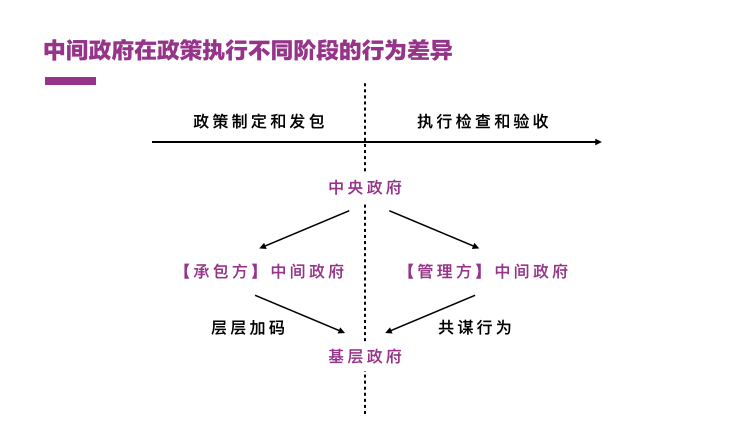 中间政府在政策执行不同阶段的行为差异
政策制定和发包
执行检查和验收
中央政府
【承包方】中间政府
【管理方】中间政府
层层加码
共谋行为
基层政府